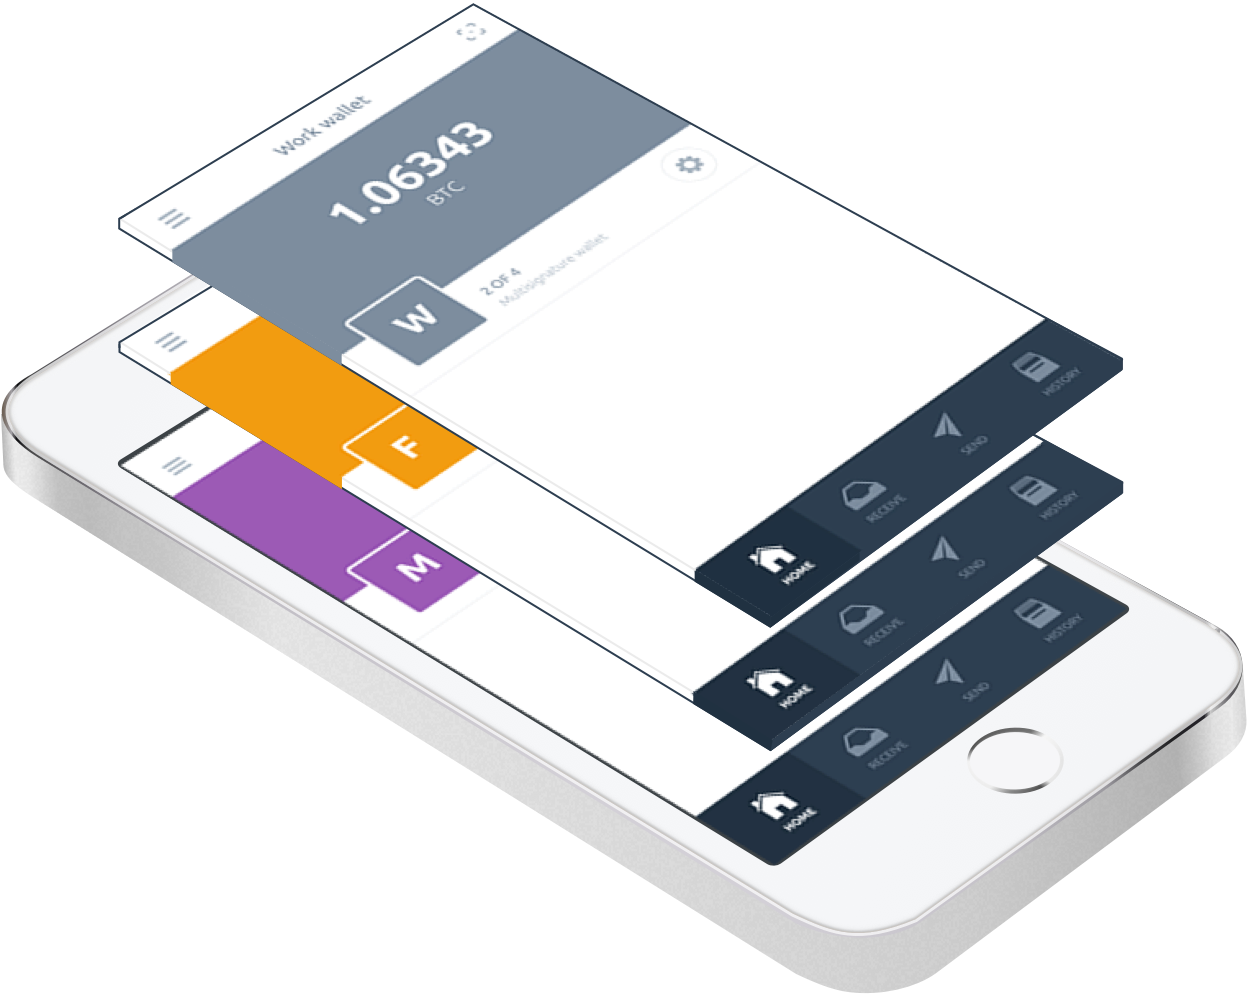 Work wallet
1.06343
BTC
W
2 OF 4
Multisignature wallet
HOME
RECEIVE
SEND
HISTORY
F
HOME
RECEIVE
SEND
HISTORY
M
HOME
RECEIVE
SEND
HISTORY